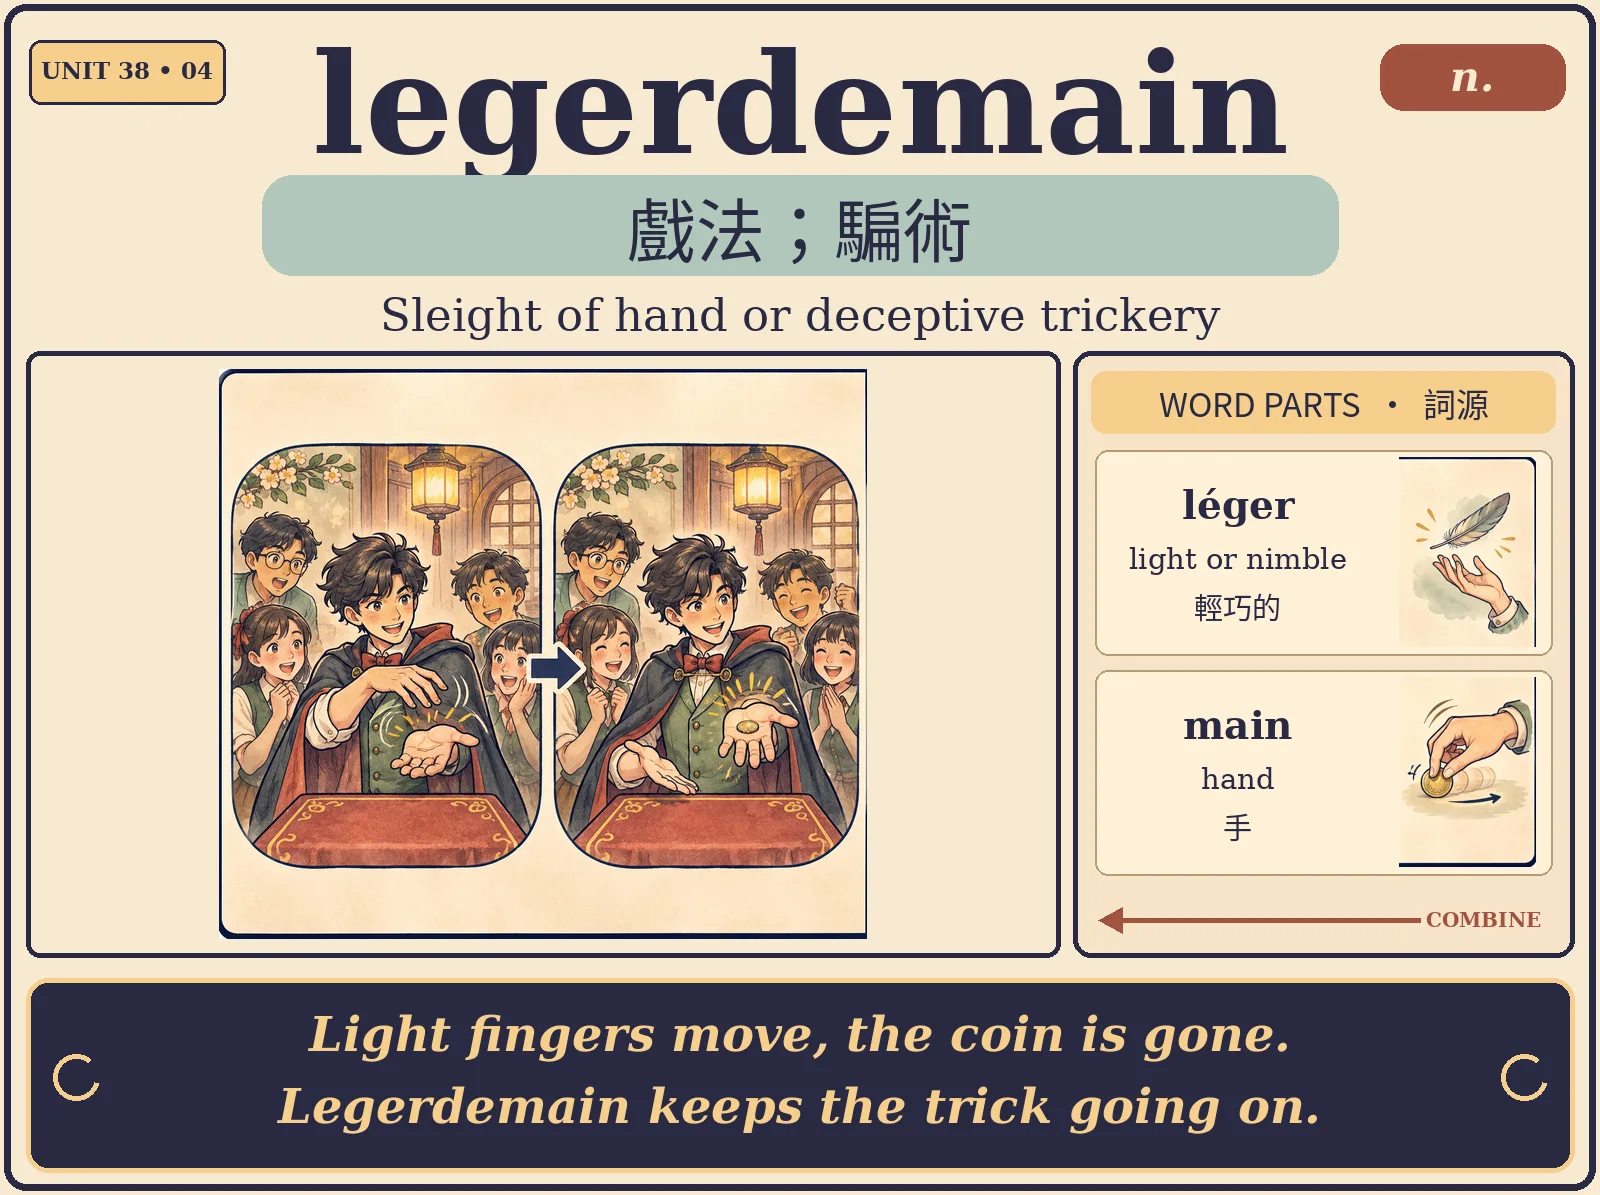 UNIT 38 • 04
legerdemain
n.
戲法；騙術
Sleight of hand or deceptive trickery
WORD PARTS ・ 詞源
léger
light or nimble
輕巧的
main
hand
手
COMBINE
Light fingers move, the coin is gone.
Legerdemain keeps the trick going on.